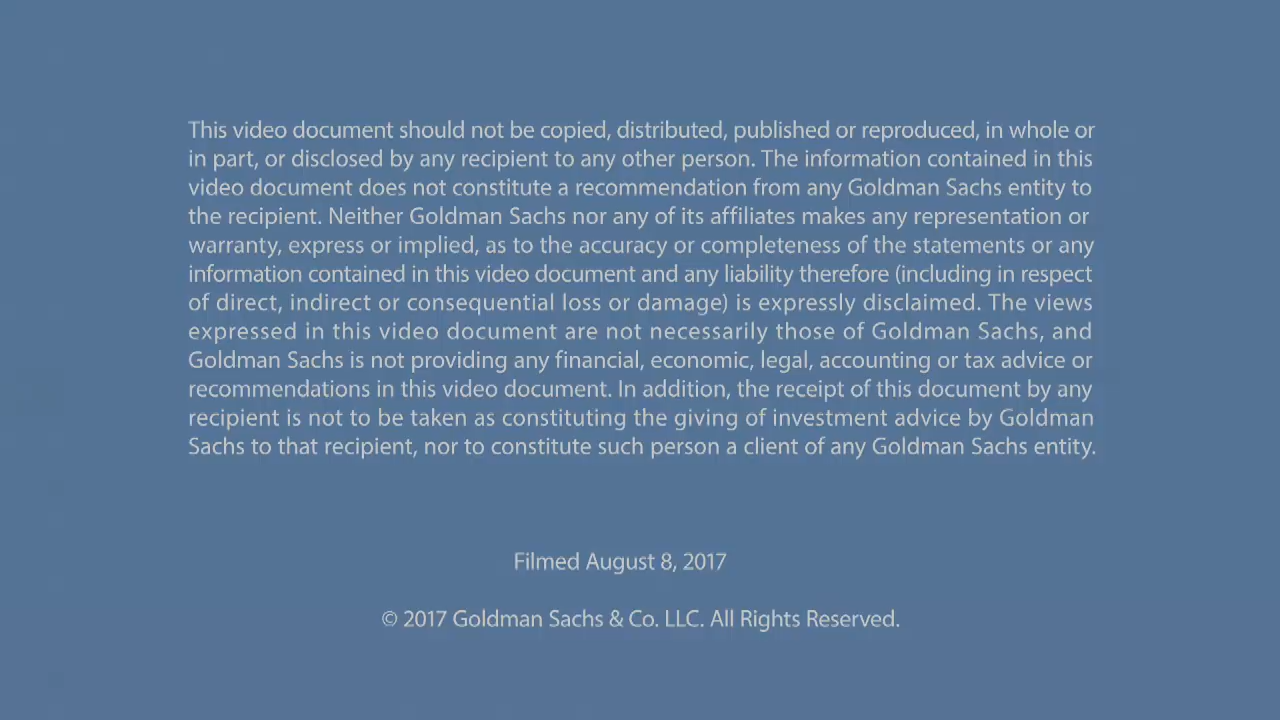 This video document should not be copied, distributed, published or reproduced, in whole or
in part, or disclosed by any recipient to any other person. The information contained in this
video document does not constitute a recommendation from any Goldman Sachs entity to
the recipient. Neither Goldman Sachs nor any of its affiliates makes any representation or
warranty, express or implied, as to the accuracy or completeness of the statements or any
information contained in this video document and any liability therefore (including in respect
of direct, indirect or consequential loss or damage) is expressly disclaimed. The views
expressed in this video document are not necessarily those of Goldman Sachs, and
Goldman Sachs is not providing any financial, economic, legal, accounting or tax advice or
recommendations in this video document. In addition, the receipt of this document by any
recipient is not to be taken as constituting the giving of investment advice by Goldman
Sachs to that recipient, nor to constitute such person a client of any Goldman Sachs entity.
Filmed August 8, 2017
© 2017 Goldman Sachs & Co. LLC. All Rights Reserved.